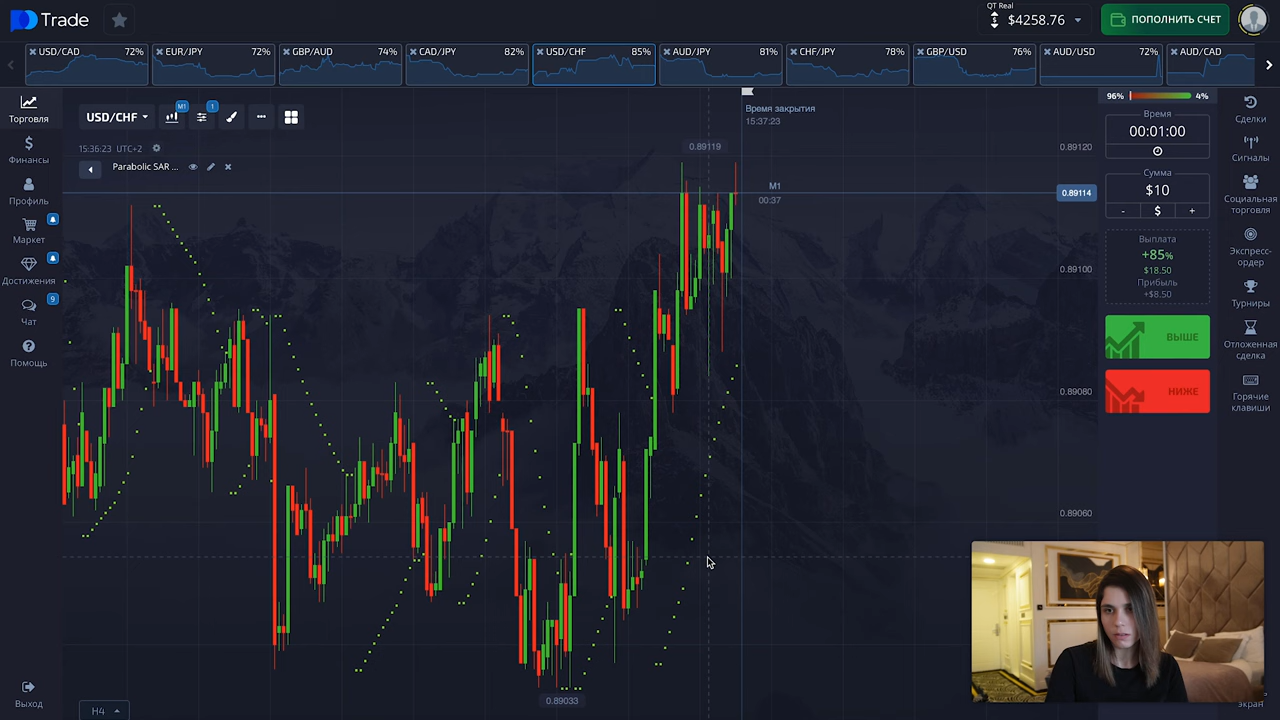 Trade
QT Real
$4258.76
ПОПОЛНИТЬ СЧЕТ
USD/CAD 72%
EUR/JPY 72%
GBP/AUD 74%
CAD/JPY 82%
USD/CHF 85%
AUD/JPY 81%
CHF/JPY 78%
GBP/USD 76%
AUD/USD 72%
AUD/CAD
Торговля
Финансы
Профиль
Маркет
Достижения
9
Чат
Помощь
Выход
USD/CHF
M1
1
15:36:23 UTC+2
Parabolic SAR ...
Время закрытия
15:37:23
0.89119
M1
00:37
0.89033
H4
0.89120
0.89114
0.89100
0.89080
0.89060
96% 4%
Время
00:01:00
Сумма
$10
- $ +
Выплата
+85%
$18.50
Прибыль
+$8.50
ВЫШЕ
НИЖЕ
Сделки
Сигналы
Социальная
торговля
Экспресс-
ордер
Турниры
Отложенная
сделка
Горячие
клавиши
экран